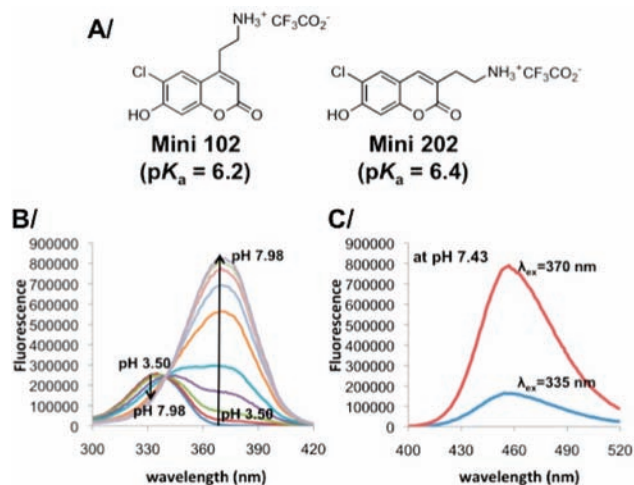 A/
NH₃⁺ CF₃CO₂⁻
Cl
HO
O
O
Mini 102
(pKₐ = 6.2)
Cl
NH₃⁺CF₃CO₂⁻
HO
O
O
Mini 202
(pKₐ = 6.4)
B/
Fluorescence
900000
800000
700000
600000
500000
400000
300000
200000
100000
0
pH 7.98
pH 3.50
pH 7.98
pH 3.50
300 330 360 390 420
wavelength (nm)
C/
Fluorescence
900000
800000
700000
600000
500000
400000
300000
200000
100000
0
at pH 7.43
λₑₓ=370 nm
λₑₓ=335 nm
400 430 460 490 520
wavelength (nm)